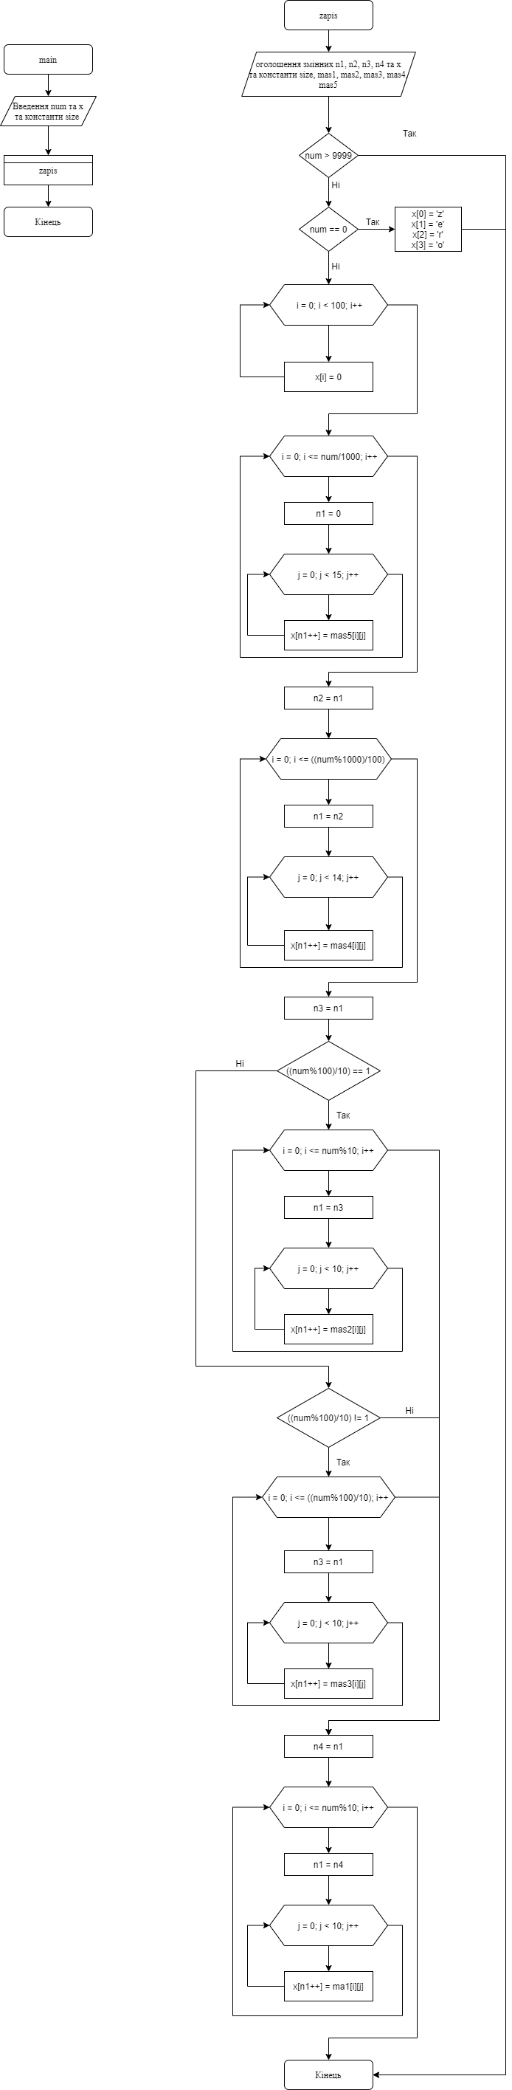 main
Введення num та x
та константи size
zapis
Кінець
zapis
оголошення змінних n1, n2, n3, n4 та x
та константи size, mas1, mas2, mas3, mas4,
mas5
Так
num > 9999
Ні
num == 0
Так
x[0] = 'z'
x[1] = 'e'
x[2] = 'r'
x[3] = 'o'
Ні
i = 0; i < 100; i++
x[i] = 0
i = 0; i <= num/1000; i++
n1 = 0
j = 0; j < 15; j++
x[n1++] = mas5[i][j]
n2 = n1
i = 0; i <= ((num%1000)/100)
n1 = n2
j = 0; j < 14; j++
x[n1++] = mas4[i][j]
n3 = n1
Ні
((num%100)/10) == 1
Так
i = 0; i <= num%10; i++
n1 = n3
j = 0; j < 10; j++
x[n1++] = mas2[i][j]
Ні
((num%100)/10) != 1
Так
i = 0; i <= ((num%100)/10); i++
n3 = n1
j = 0; j < 10; j++
x[n1++] = mas3[i][j]
n4 = n1
i = 0; i <= num%10; i++
n1 = n4
j = 0; j < 10; j++
x[n1++] = ma1[i][j]
Кінець